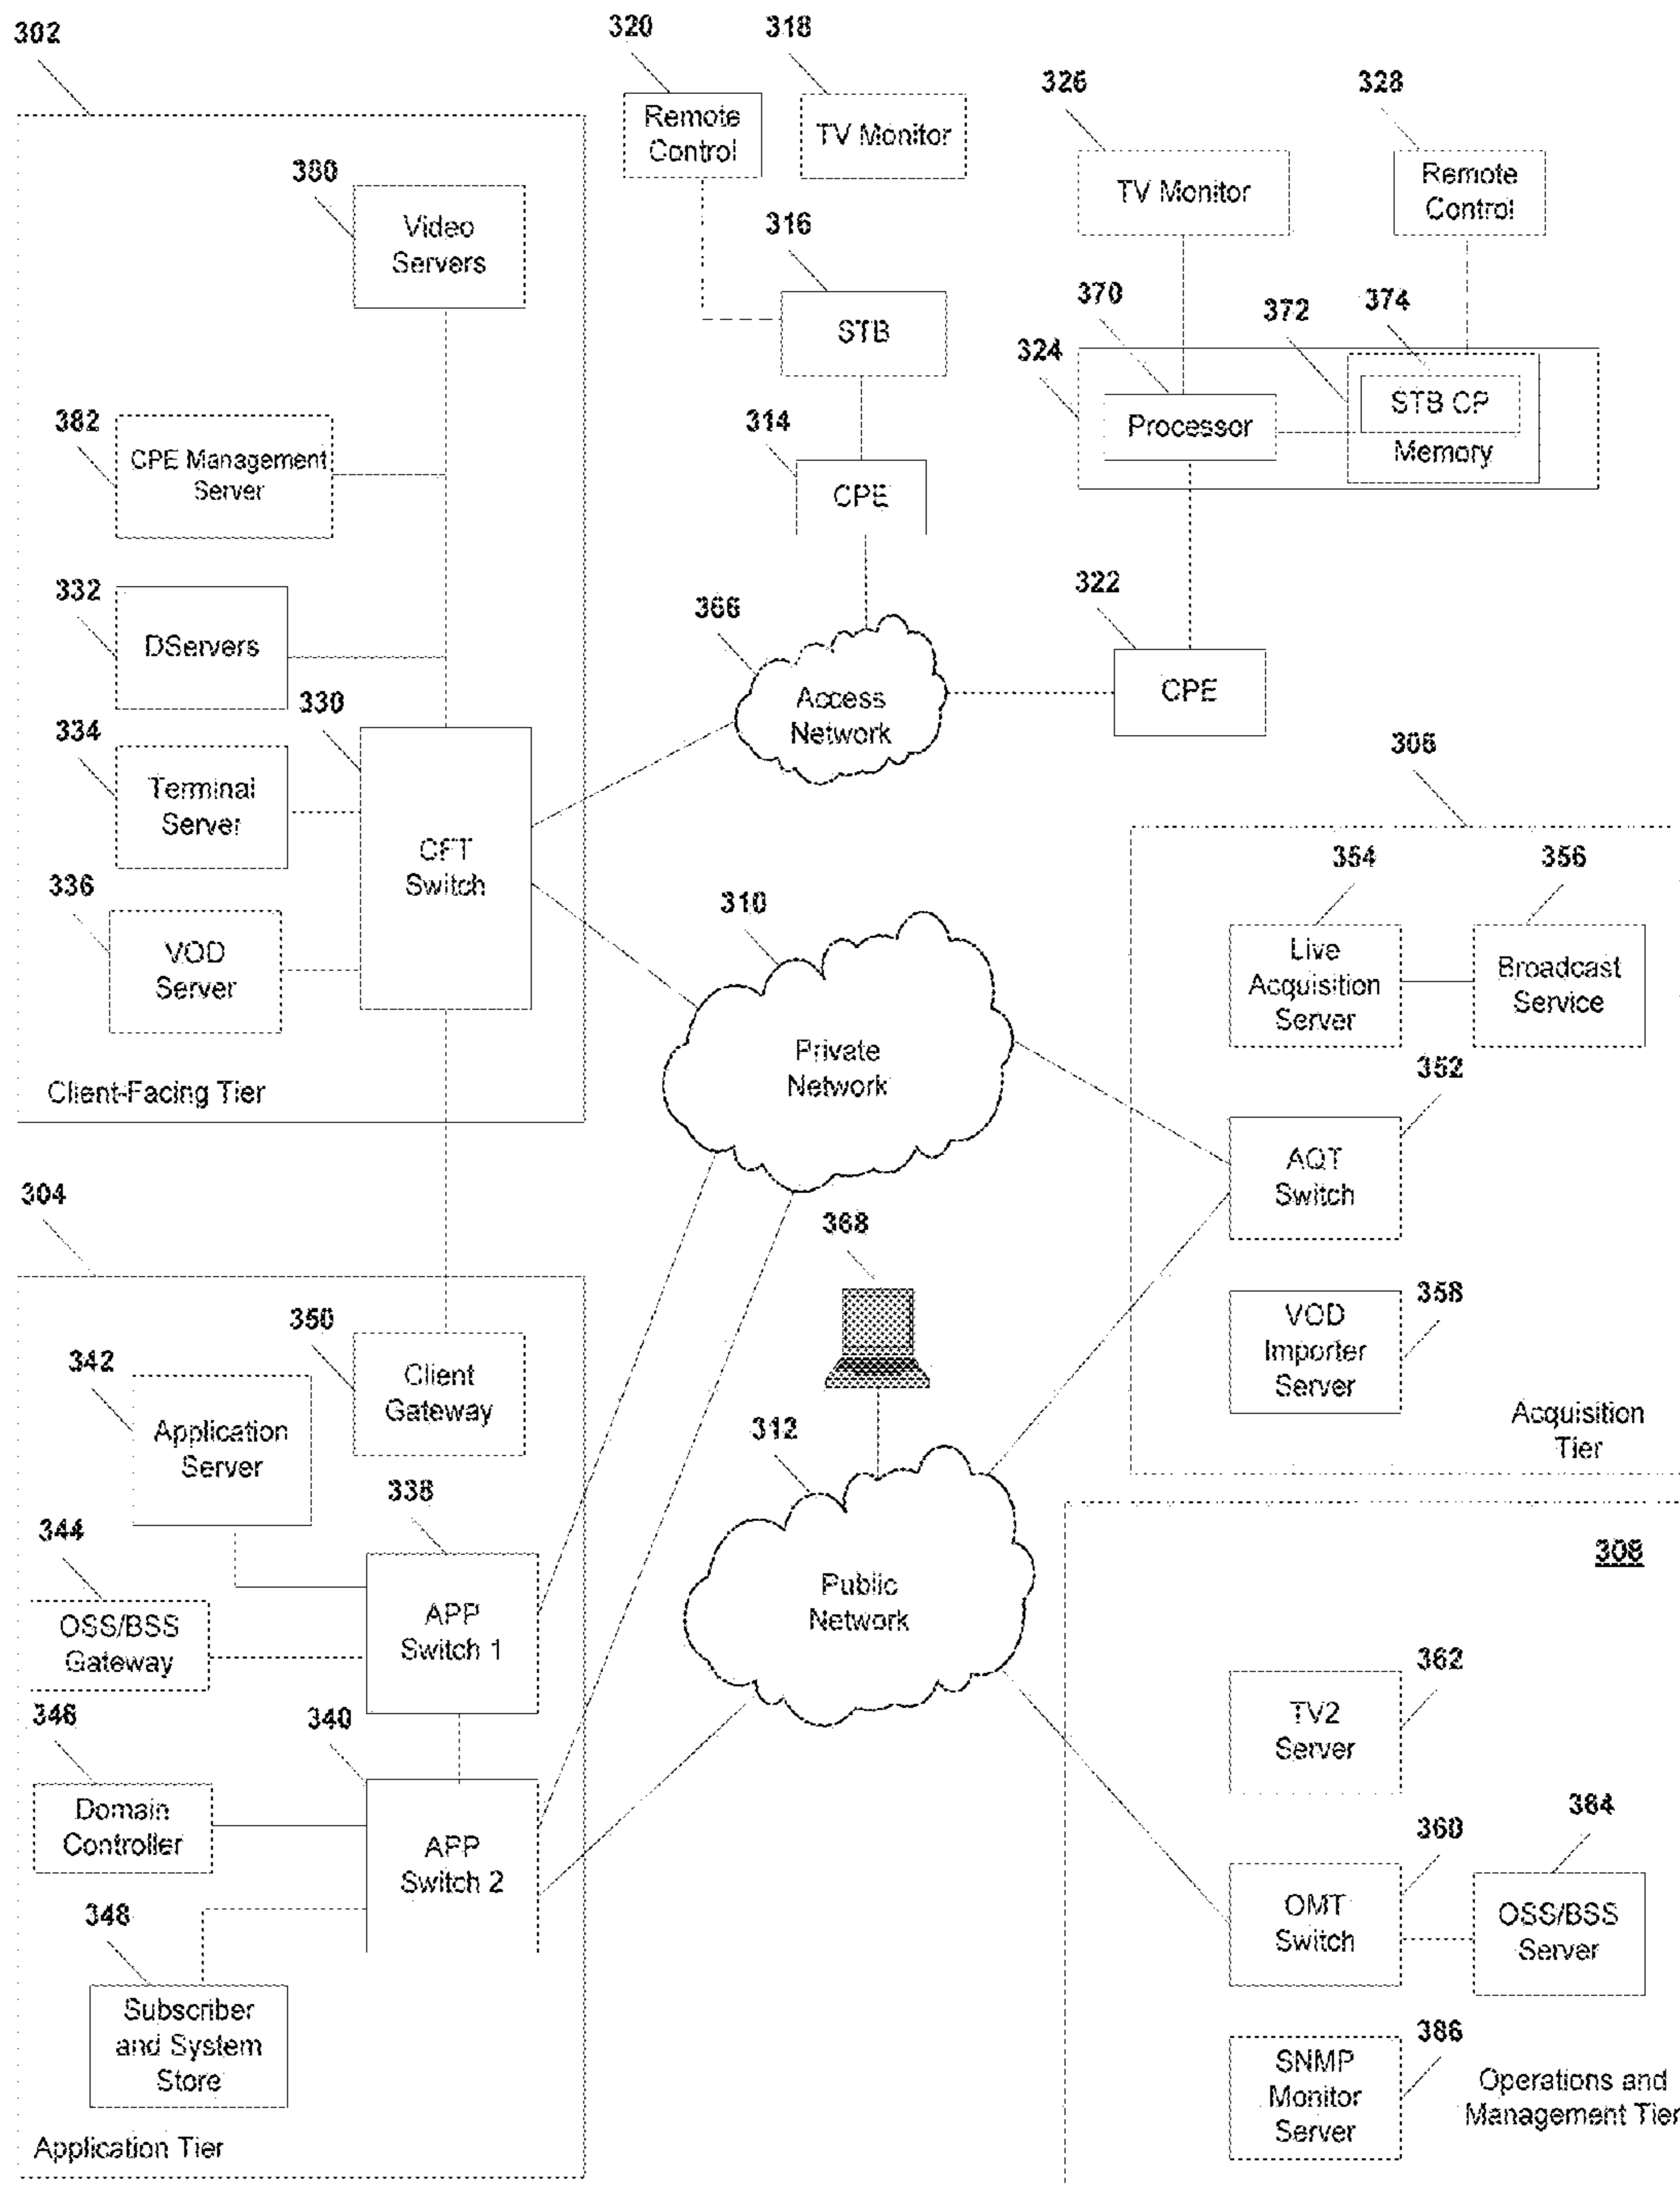 302
320
318
326
328
Remote
Control
TV Monitor
TV Monitor
Remote
Control
380
Video
Servers
316
STB
370
372
374
324
Processor
STB CP
Memory
382
CPE Management
Server
314
CPE
332
DServers
366
Access
Network
322
CPE
330
334
Terminal
Server
CFT
Switch
336
VOD
Server
Client-Facing Tier
306
354
356
Live
Acquisition
Server
Broadcast
Service
310
Private
Network
352
AQT
Switch
358
VOD
Importer
Server
Acquisition
Tier
304
368
350
Client
Gateway
342
Application
Server
312
Public
Network
338
APP
Switch 1
344
OSS/BSS
Gateway
346
Domain
Controller
340
APP
Switch 2
348
Subscriber
and System
Store
Application Tier
308
362
TV2
Server
360
OMT
Switch
364
OSS/BSS
Server
386
SNMP
Monitor
Server
Operations and
Management Tier